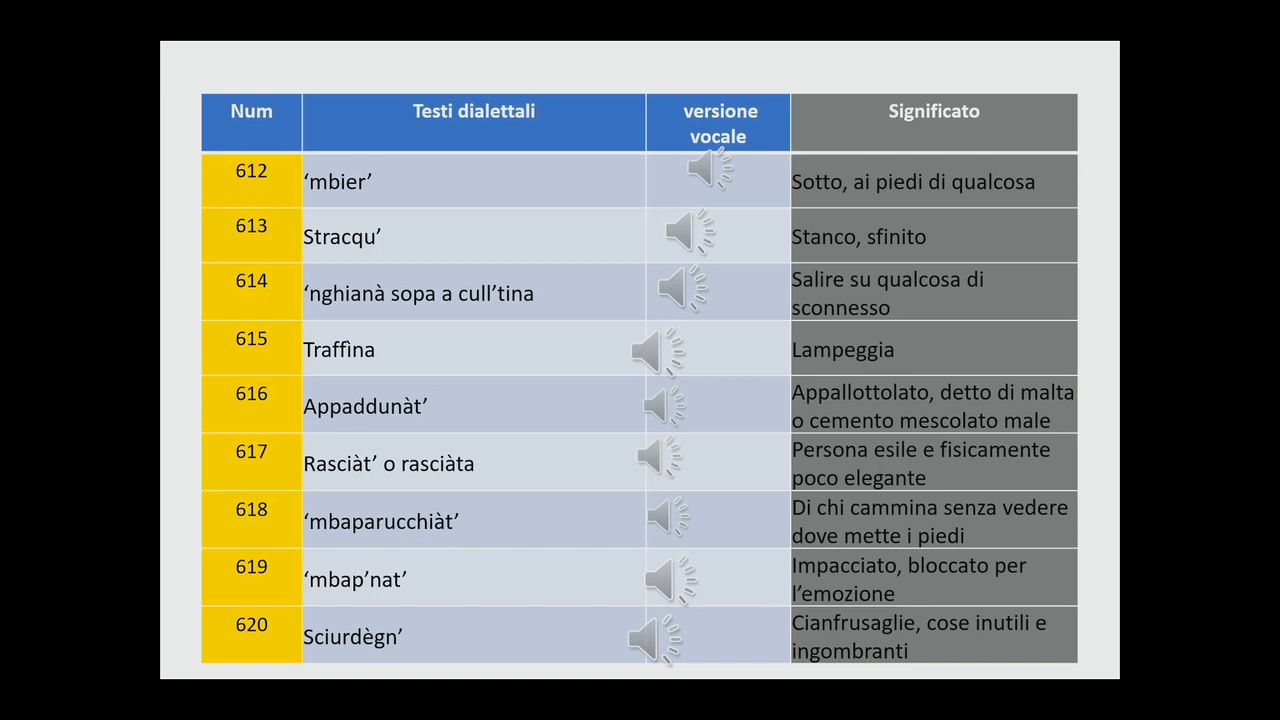 Num Testi dialettali versione vocale Significato
612 ‘mbier’ Sotto, ai piedi di qualcosa
613 Stracqu’ Stanco, sfinito
614 ‘nghianà sopa a cull’tina Salire su qualcosa di
sconnesso
615 Traffìna Lampeggia
616 Appaddunàt’ Appallottolato, detto di malta
o cemento mescolato male
617 Rasciàt’ o rasciàta Persona esile e fisicamente
poco elegante
618 ‘mbaparucchiàt’ Di chi cammina senza vedere
dove mette i piedi
619 ‘mbap’nat’ Impacciato, bloccato per
l’emozione
620 Sciurdègn’ Cianfrusaglie, cose inutili e
ingombranti